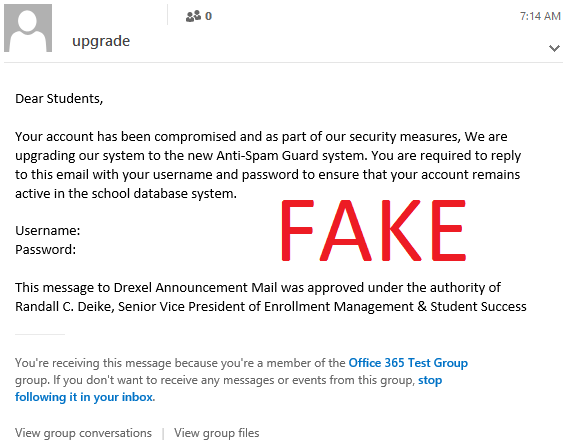 0
7:14 AM
upgrade
Dear Students,
Your account has been compromised and as part of our security measures, We are
upgrading our system to the new Anti-Spam Guard system. You are required to reply
to this email with your username and password to ensure that your account remains
active in the school database system.
FAKE
Username:
Password:
This message to Drexel Announcement Mail was approved under the authority of
Randall C. Deike, Senior Vice President of Enrollment Management & Student Success
You're receiving this message because you're a member of the Office 365 Test Group
group. If you don't want to receive any messages or events from this group, stop
following it in your inbox.
View group conversations | View group files